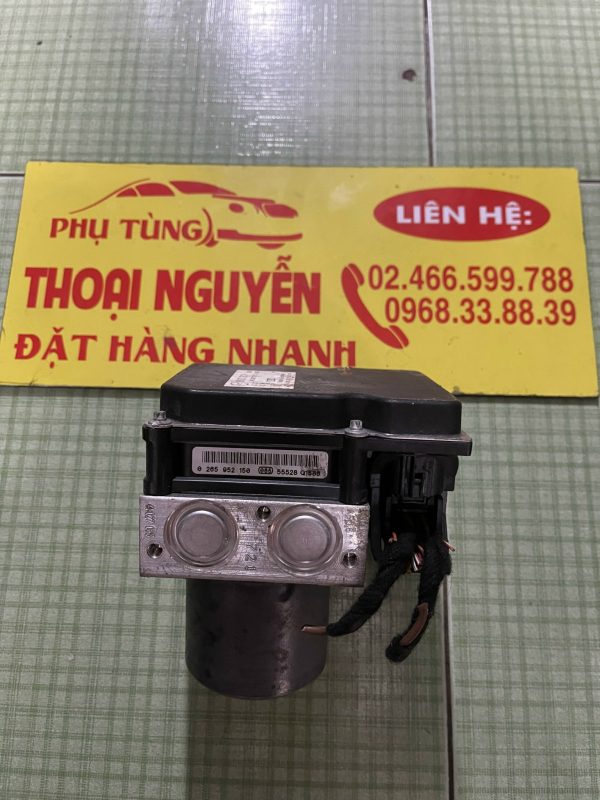 PHỤ TÙNG
LIÊN HỆ:
THOẠI NGUYỄN
02.466.599.788
0968.33.88.39
ĐẶT HÀNG NHANH
0 265 952 150